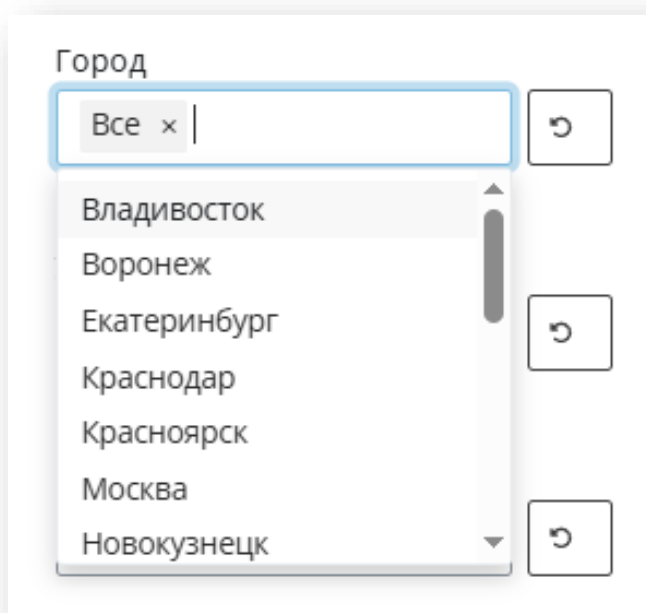 Город
Все ×
Владивосток
Воронеж
Екатеринбург
Краснодар
Красноярск
Москва
Новокузнецк